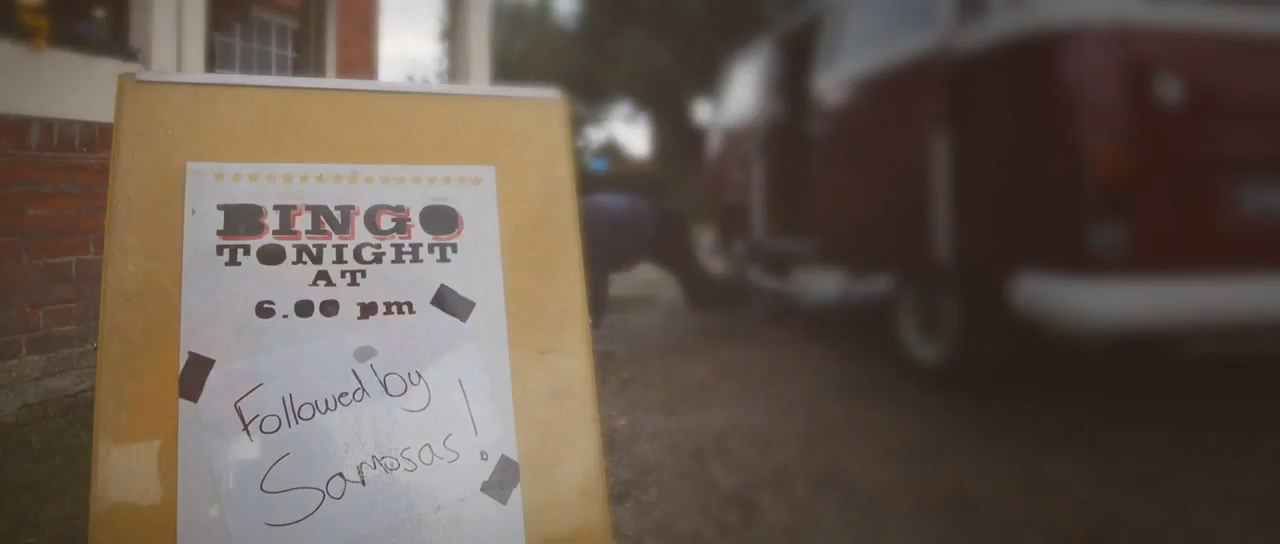 BINGO
TONIGHT
AT
6.00 pm
Followed by
Samosas!